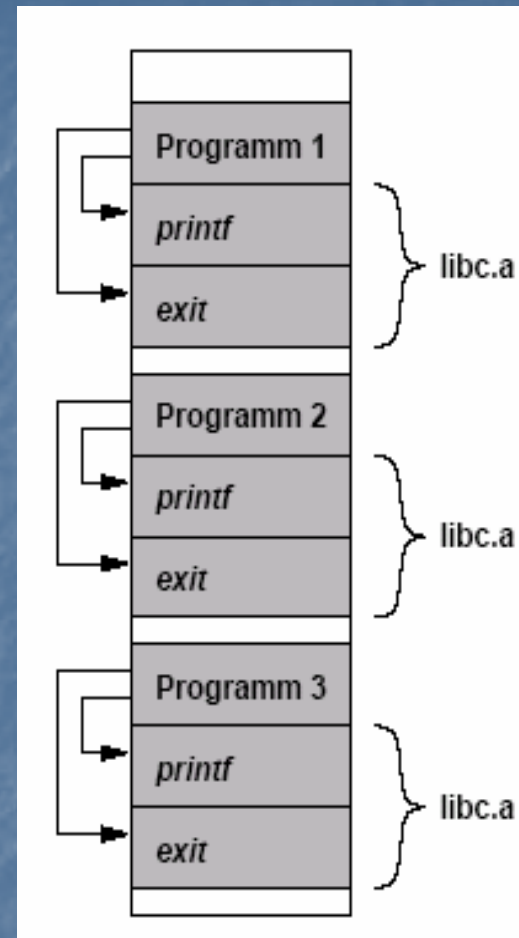 Programm 1
printf
libc.a
exit
Programm 2
printf
libc.a
exit
Programm 3
printf
libc.a
exit